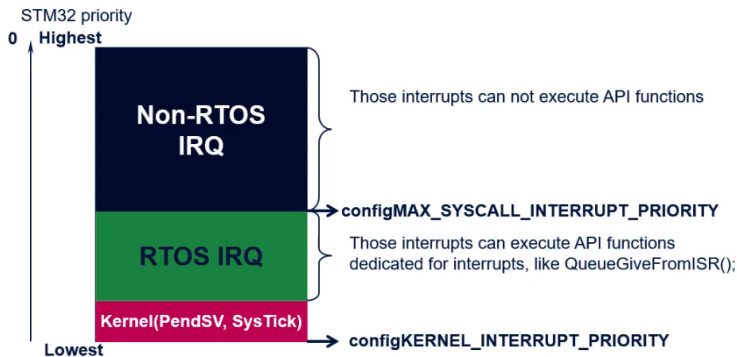 STM32 priority
0 Highest
Non-RTOS
IRQ
Those interrupts can not execute API functions
configMAX_SYSCALL_INTERRUPT_PRIORITY
RTOS IRQ
Those interrupts can execute API functions
dedicated for interrupts, like QueueGiveFromISR();
Kernel(PendSV, SysTick)
configKERNEL_INTERRUPT_PRIORITY
Lowest